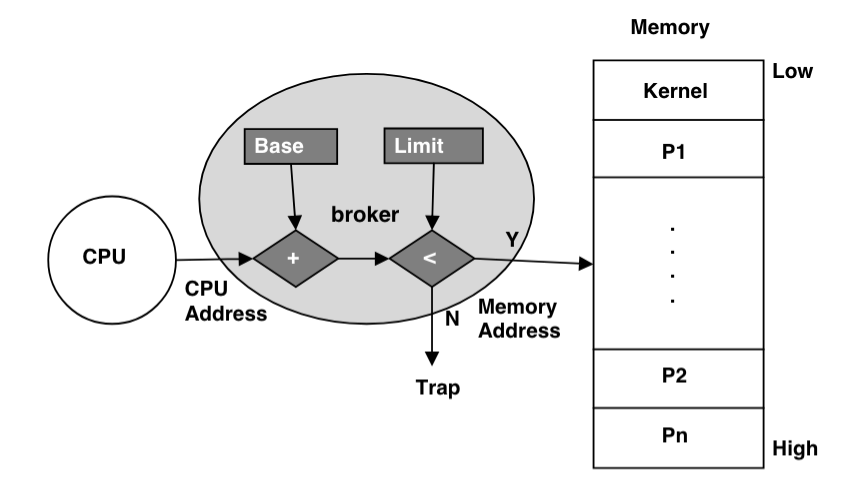 Memory
Low
Kernel
Base
Limit
P1
broker
Y
CPU
+
<
CPU
Address
N
Memory
Address
Trap
P2
Pn
High